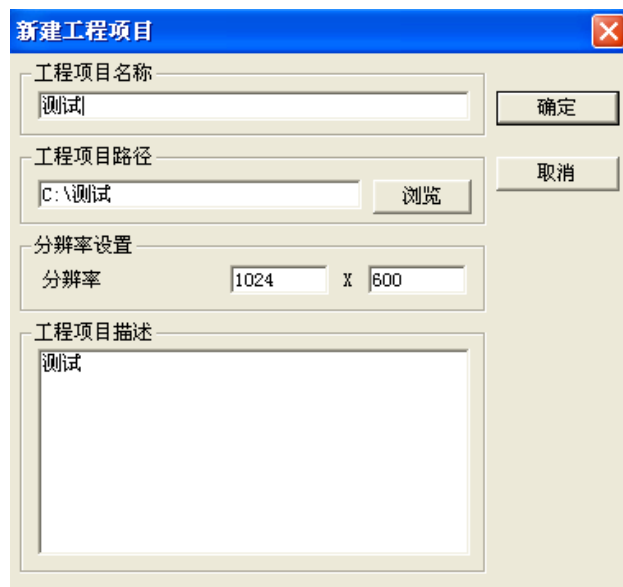 新建工程项目
工程项目名称
测试
确定
工程项目路径
C:\测试
浏览
取消
分辨率设置
分辨率 1024 X 600
工程项目描述
测试